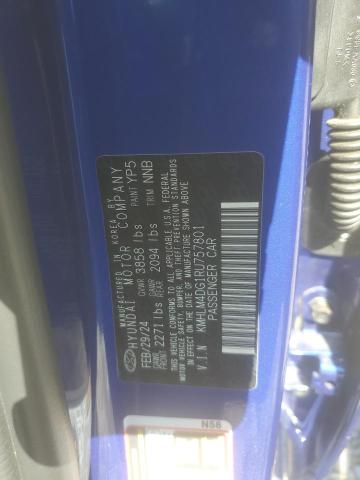 MANUFACTURED IN KOREA BY
HYUNDAI MOTOR COMPANY
FEB/29/24 GVWR 3858 lbs PAINT YP5
GAWR FRONT 2271 lbs GAWR REAR 2094 lbs TRIM NNB
THIS VEHICLE CONFORMS TO ALL APPLICABLE U.S.A. FEDERAL
MOTOR VEHICLE SAFETY, BUMPER, AND THEFT PREVENTION
STANDARDS IN EFFECT ON THE DATE OF MANUFACTURE SHOWN ABOVE
V.I.N KMHLM4DG1RU757801
PASSENGER CAR
N58